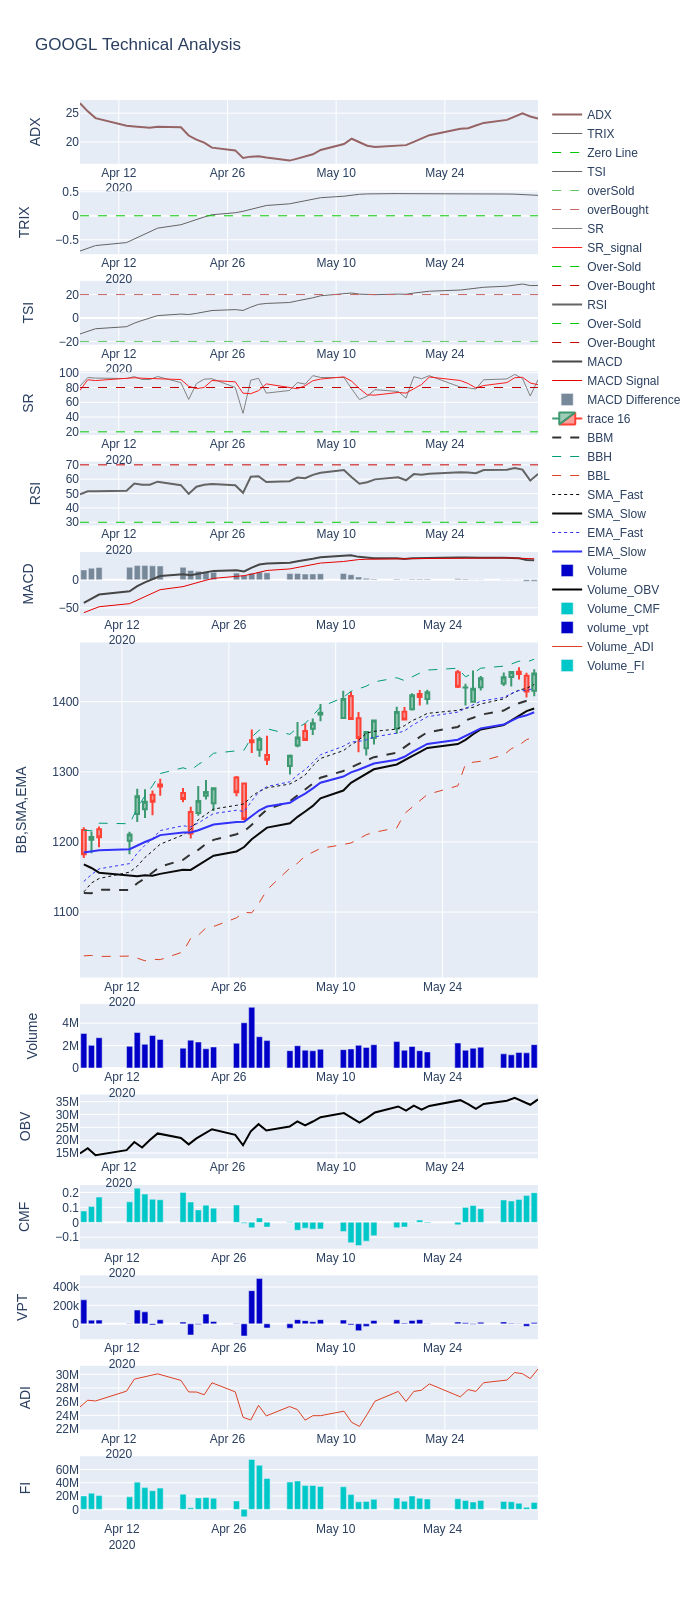 GOOGL Technical Analysis
ADX
25
20
Apr 12
2020
Apr 26
May 10
May 24
TRIX
0.5
0
−0.5
Apr 12
2020
Apr 26
May 10
May 24
TSI
20
0
−20
Apr 12
2020
Apr 26
May 10
May 24
SR
100
80
60
40
20
Apr 12
2020
Apr 26
May 10
May 24
RSI
70
60
50
40
30
Apr 12
2020
Apr 26
May 10
May 24
MACD
0
−50
Apr 12
2020
Apr 26
May 10
May 24
BB,SMA,EMA
1400
1300
1200
1100
Apr 12
2020
Apr 26
May 10
May 24
Volume
4M
2M
0
Apr 12
2020
Apr 26
May 10
May 24
OBV
35M
30M
25M
20M
15M
Apr 12
2020
Apr 26
May 10
May 24
CMF
0.2
0.1
0
−0.1
Apr 12
2020
Apr 26
May 10
May 24
VPT
400k
200k
0
Apr 12
2020
Apr 26
May 10
May 24
ADI
30M
28M
26M
24M
22M
Apr 12
2020
Apr 26
May 10
May 24
FI
60M
40M
20M
0
Apr 12
2020
Apr 26
May 10
May 24
ADX
TRIX
Zero Line
TSI
overSold
overBought
SR
SR_signal
Over-Sold
Over-Bought
RSI
Over-Sold
Over-Bought
MACD
MACD Signal
MACD Difference
trace 16
BBM
BBH
BBL
SMA_Fast
SMA_Slow
EMA_Fast
EMA_Slow
Volume
Volume_OBV
Volume_CMF
volume_vpt
Volume_ADI
Volume_FI